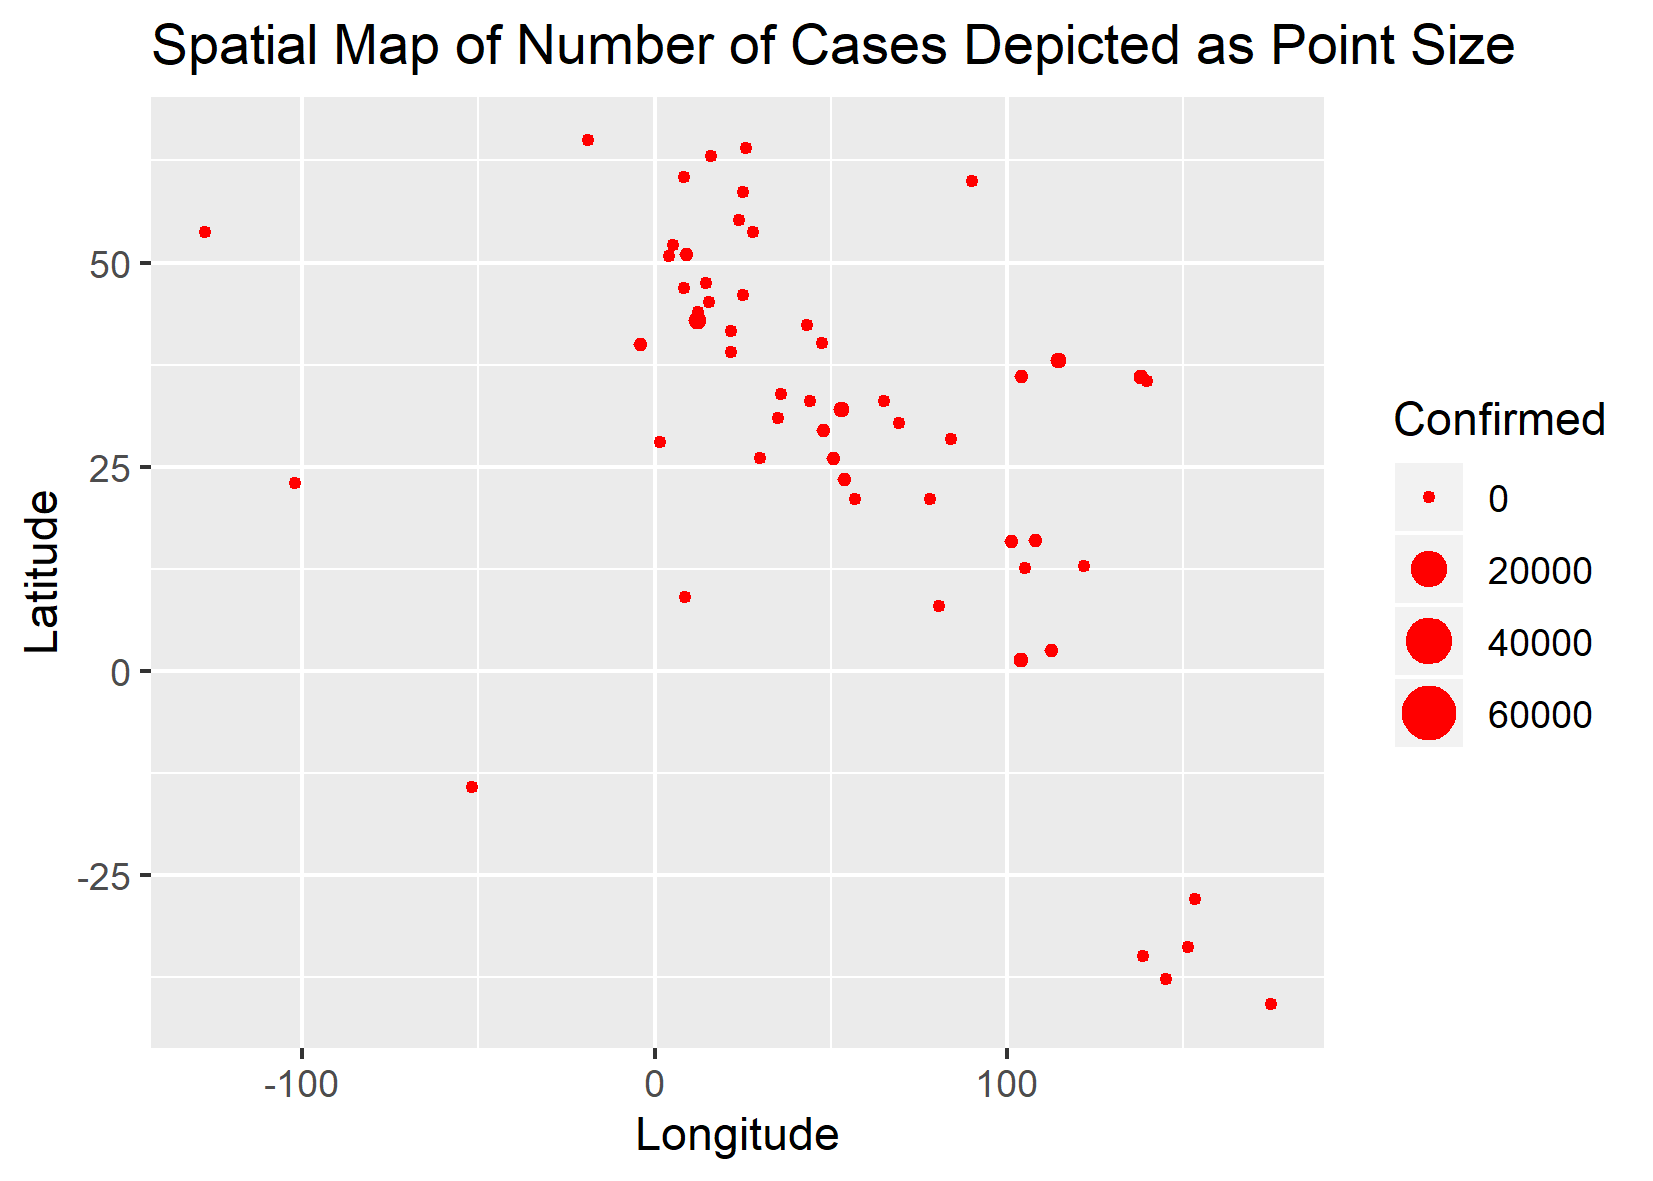 Spatial Map of Number of Cases Depicted as Point Size
Latitude
50
25
0
-25
-100
0
100
Longitude
Confirmed
0
20000
40000
60000